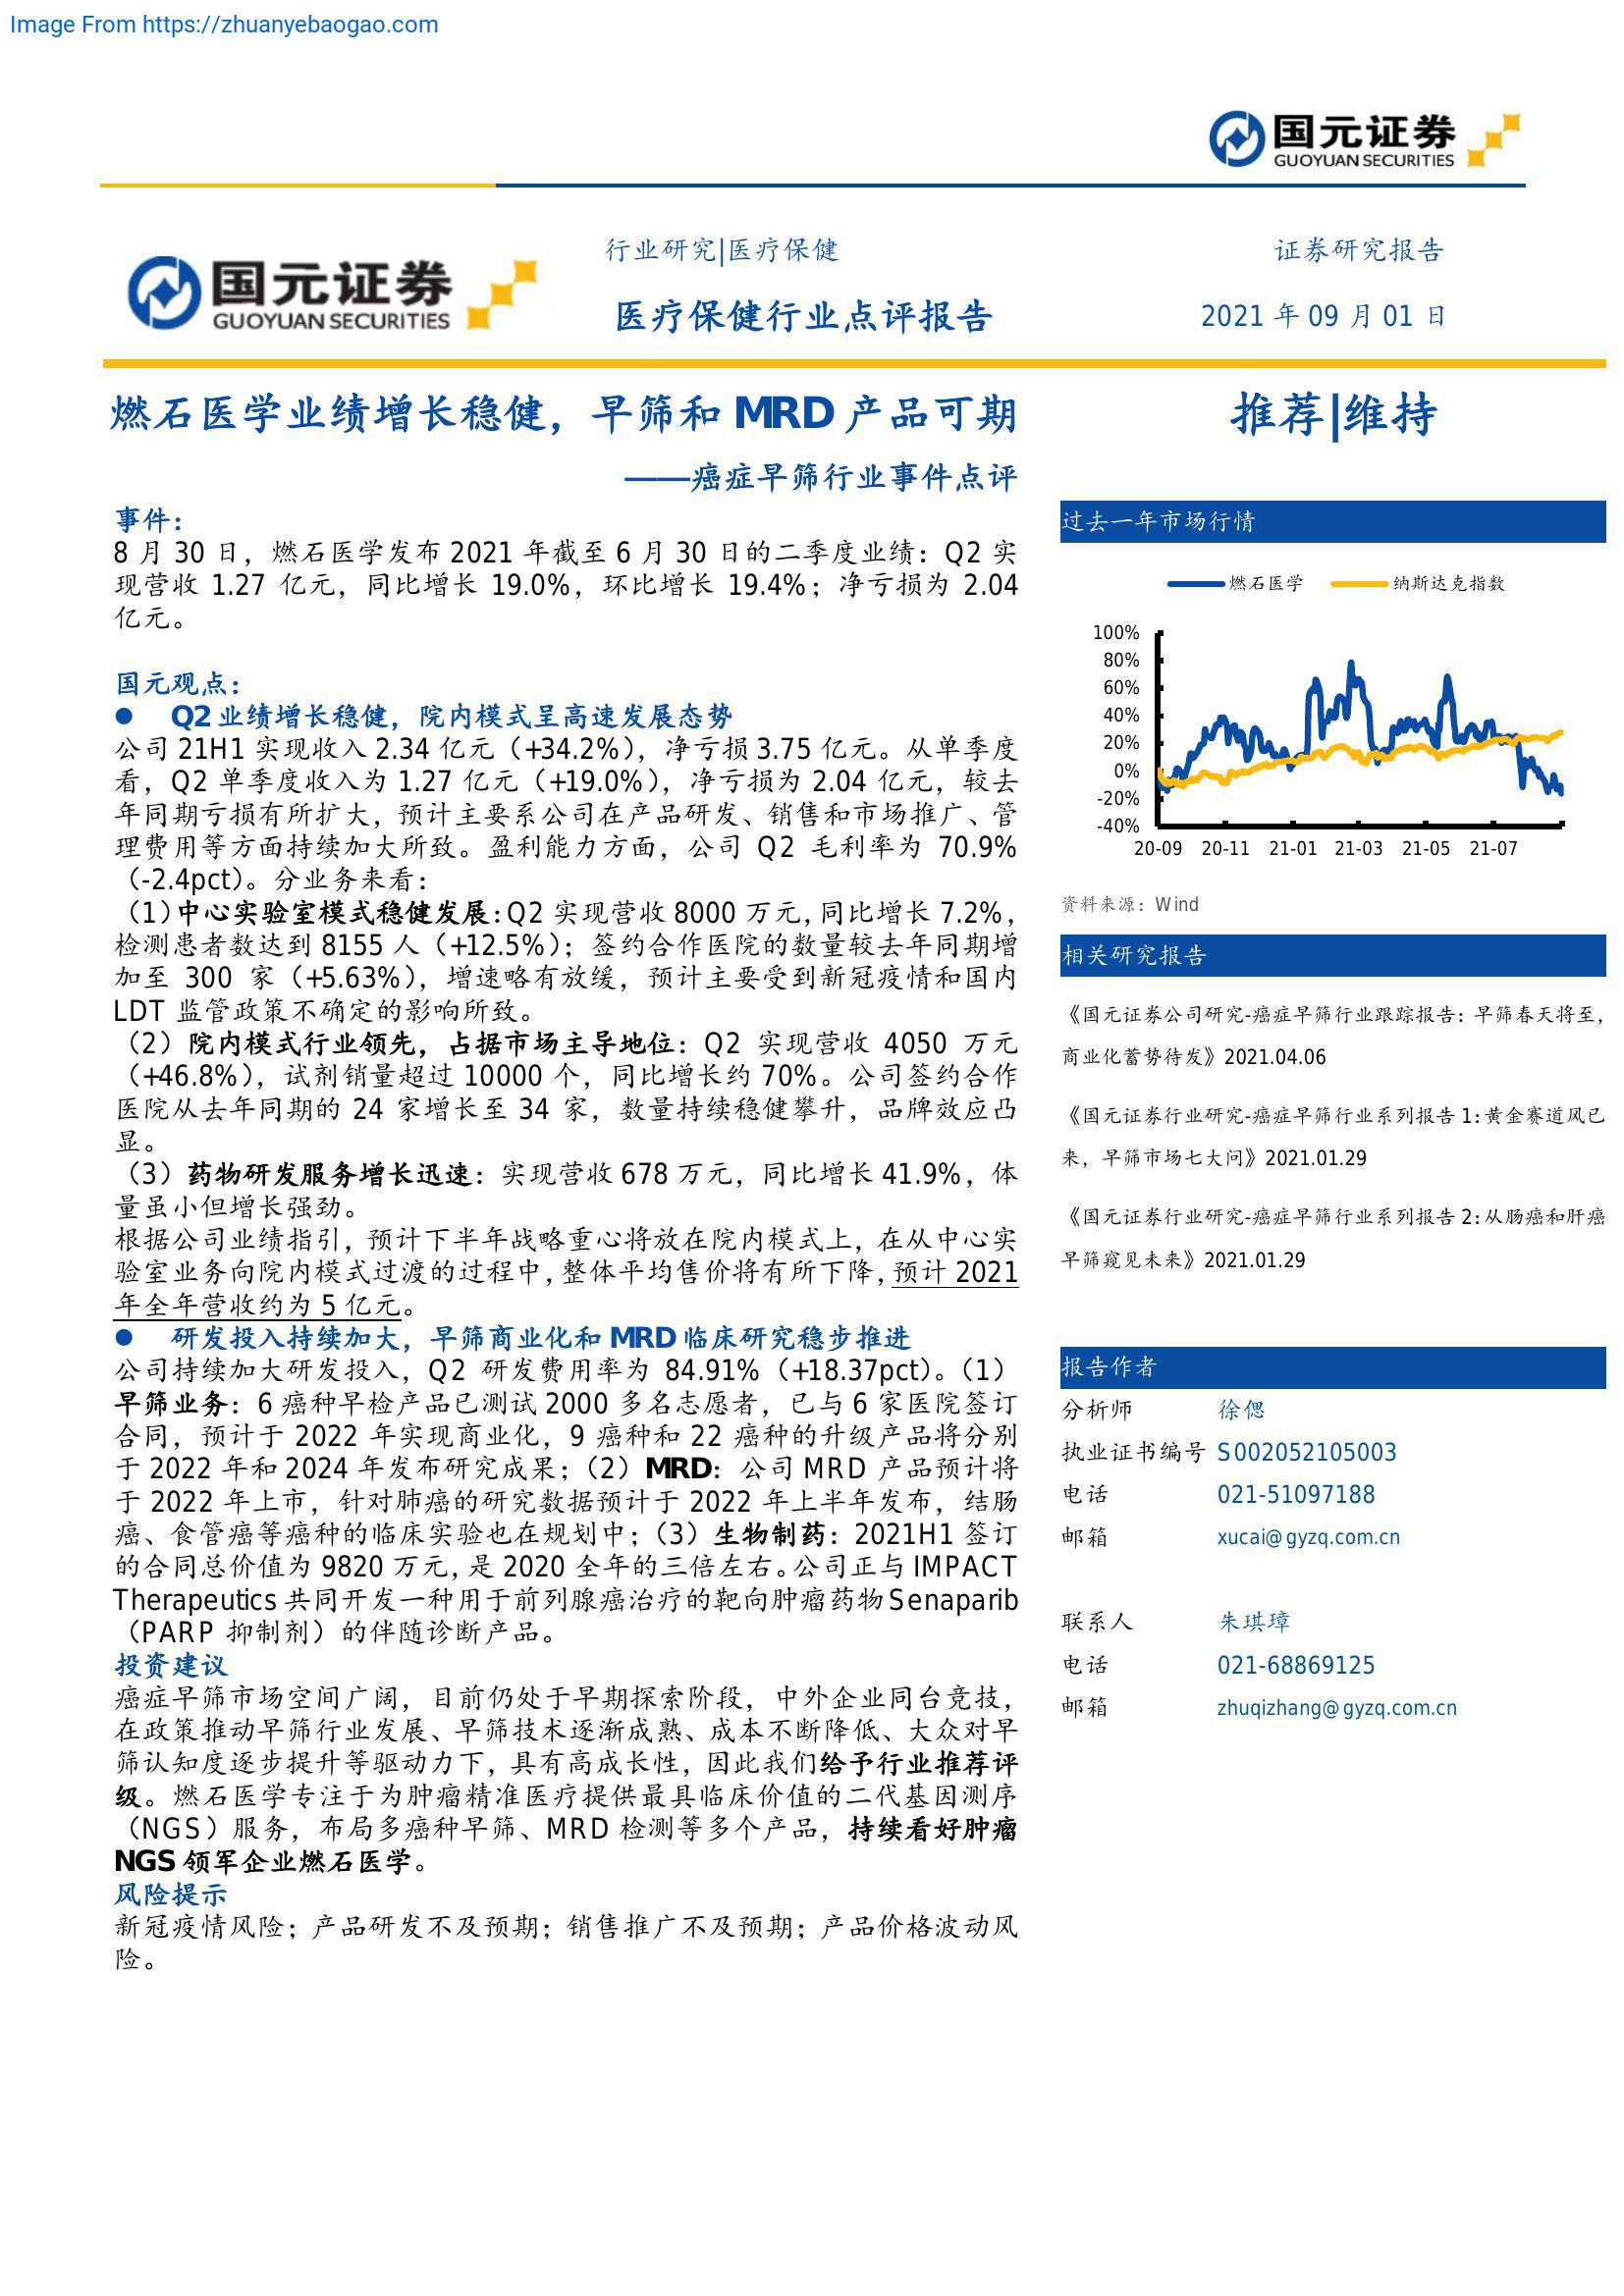 Image From https://zhuanyebaogao.com
国元证券
GUOYUAN SECURITIES
国元证券
GUOYUAN SECURITIES
行业研究|医疗保健
证券研究报告
医疗保健行业点评报告
2021 年 09 月 01 日
燃石医学业绩增长稳健，早筛和 MRD 产品可期
——癌症早筛行业事件点评
事件：
8 月 30 日，燃石医学发布 2021 年截至 6 月 30 日的二季度业绩：Q2 实
现营收 1.27 亿元，同比增长 19.0%，环比增长 19.4%；净亏损为 2.04
亿元。
国元观点：
● Q2 业绩增长稳健，院内模式呈高速发展态势
公司 21H1 实现收入 2.34 亿元（+34.2%），净亏损 3.75 亿元。从单季度
看，Q2 单季度收入为 1.27 亿元（+19.0%），净亏损为 2.04 亿元，较去
年同期亏损有所扩大，预计主要系公司在产品研发、销售和市场推广、管
理费用等方面持续加大所致。盈利能力方面，公司 Q2 毛利率为 70.9%
（-2.4pct）。分业务来看：
（1）中心实验室模式稳健发展：Q2 实现营收 8000 万元，同比增长 7.2%，
检测患者数达到 8155 人（+12.5%）；签约合作医院的数量较去年同期增
加至 300 家（+5.63%），增速略有放缓，预计主要受到新冠疫情和国内
LDT 监管政策不确定的影响所致。
（2）院内模式行业领先，占据市场主导地位：Q2 实现营收 4050 万元
（+46.8%），试剂销量超过 10000 个，同比增长约 70%。公司签约合作
医院从去年同期的 24 家增长至 34 家，数量持续稳健攀升，品牌效应凸
显。
（3）药物研发服务增长迅速：实现营收 678 万元，同比增长 41.9%，体
量虽小但增长强劲。
根据公司业绩指引，预计下半年战略重心将放在院内模式上，在从中心实
验室业务向院内模式过渡的过程中，整体平均售价将有所下降，预计 2021
年全年营收约为 5 亿元。
● 研发投入持续加大，早筛商业化和 MRD 临床研究稳步推进
公司持续加大研发投入，Q2 研发费用率为 84.91%（+18.37pct）。（1）
早筛业务：6 癌种早检产品已测试 2000 多名志愿者，已与 6 家医院签订
合同，预计于 2022 年实现商业化，9 癌种和 22 癌种的升级产品将分别
于 2022 年和 2024 年发布研究成果；（2）MRD：公司 MRD 产品预计将
于 2022 年上市，针对肺癌的研究数据预计于 2022 年上半年发布，结肠
癌、食管癌等癌种的临床实验也在规划中；（3）生物制药：2021H1 签订
的合同总价值为 9820 万元，是 2020 全年的三倍左右。公司正与 IMPACT
Therapeutics 共同开发一种用于前列腺癌治疗的靶向肿瘤药物 Senaparib
（PARP 抑制剂）的伴随诊断产品。
投资建议
癌症早筛市场空间广阔，目前仍处于早期探索阶段，中外企业同台竞技，
在政策推动早筛行业发展、早筛技术逐渐成熟、成本不断降低、大众对早
筛认知度逐步提升等驱动力下，具有高成长性，因此我们给予行业推荐评
级。燃石医学专注于为肿瘤精准医疗提供最具临床价值的二代基因测序
（NGS）服务，布局多癌种早筛、MRD 检测等多个产品，持续看好肿瘤
NGS 领军企业燃石医学。
风险提示
新冠疫情风险；产品研发不及预期；销售推广不及预期；产品价格波动风
险。
推荐|维持
过去一年市场行情
燃石医学 纳斯达克指数
100%
80%
60%
40%
20%
0%
-20%
-40%
20-09 20-11 21-01 21-03 21-05 21-07
资料来源：Wind
相关研究报告
《国元证券公司研究-癌症早筛行业跟踪报告：早筛春天将至，
商业化蓄势待发》2021.04.06
《国元证券行业研究-癌症早筛行业系列报告 1：黄金赛道风已
来，早筛市场七大问》2021.01.29
《国元证券行业研究-癌症早筛行业系列报告 2：从肠癌和肝癌
早筛窥见未来》2021.01.29
报告作者
分析师 徐偲
执业证书编号 S002052105003
电话 021-51097188
邮箱 xucai@gyzq.com.cn
联系人 朱琪璋
电话 021-68869125
邮箱 zhuqizhang@gyzq.com.cn